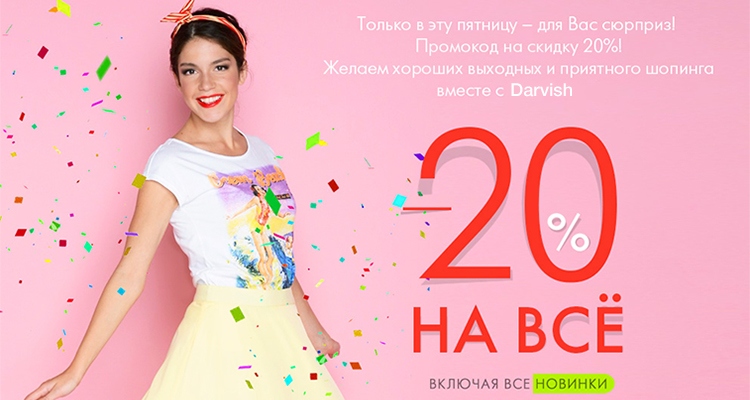 Только в эту пятницу – для Вас сюрприз!
Промокод на скидку 20%!
Желаем хороших выходных и приятного шопинга
вместе с Darvish
-20%
НА ВСЁ
ВКЛЮЧАЯ ВСЕ НОВИНКИ